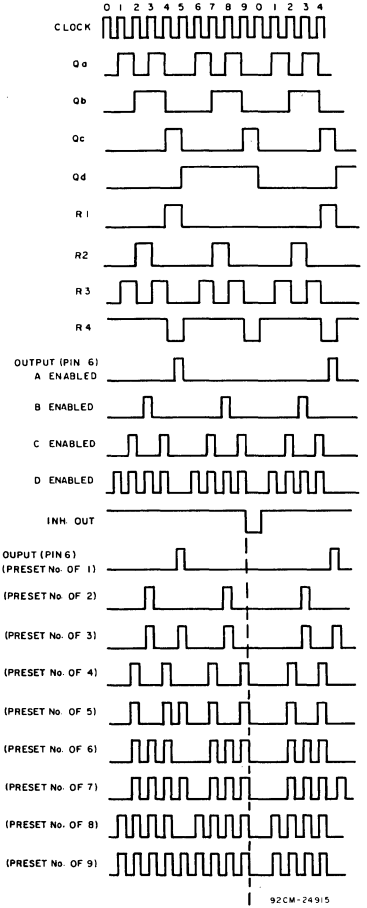 0 1 2 3 4 5 6 7 8 9 0 1 2 3 4
CLOCK
Qa
Qb
Qc
Qd
R1
R2
R3
R4
OUTPUT (PIN 6)
A ENABLED
B ENABLED
C ENABLED
D ENABLED
INH. OUT
OUPUT (PIN 6)
(PRESET No. OF 1)
(PRESET No. OF 2)
(PRESET No. OF 3)
(PRESET No. OF 4)
(PRESET No. OF 5)
(PRESET No. OF 6)
(PRESET No. OF 7)
(PRESET No. OF 8)
(PRESET No. OF 9)
92CM-24915